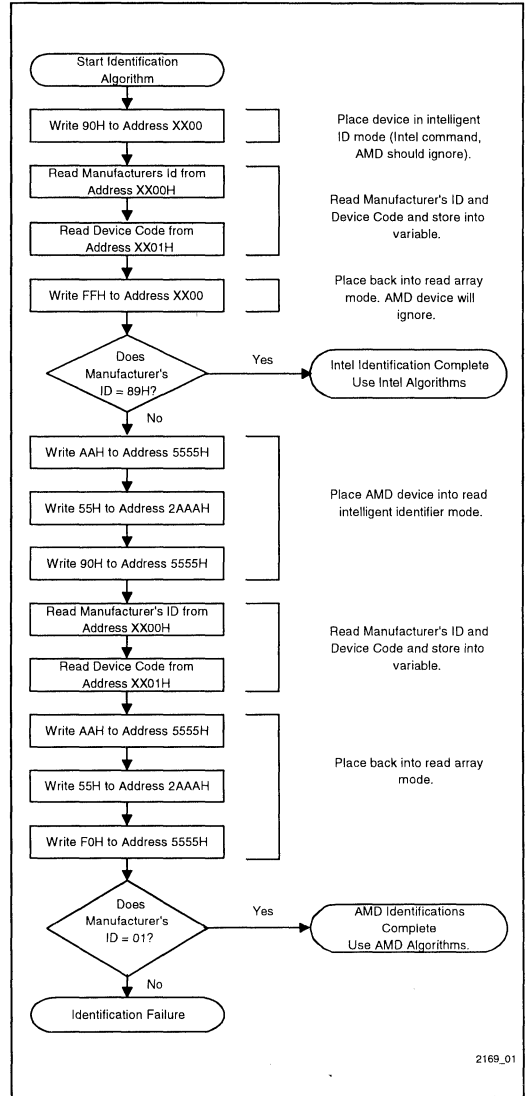 Start Identification
Algorithm
Write 90H to Address XX00
Place device in intelligent
ID mode (Intel command,
AMD should ignore).
Read Manufacturers Id from
Address XX00H
Read Device Code from
Address XX01H
Read Manufacturer's ID and
Device Code and store into
variable.
Write FFH to Address XX00
Place back into read array
mode. AMD device will
ignore.
Does
Manufacturer's
ID = 89H?
Yes
Intel Identification Complete
Use Intel Algorithms
No
Write AAH to Address 5555H
Write 55H to Address 2AAAH
Write 90H to Address 5555H
Place AMD device into read
intelligent identifier mode.
Read Manufacturer's ID from
Address XX00H
Read Device Code from
Address XX01H
Read Manufacturer's ID and
Device Code and store into
variable.
Write AAH to Address 5555H
Write 55H to Address 2AAAH
Write F0H to Address 5555H
Place back into read array
mode.
Does
Manufacturer's
ID = 01?
Yes
AMD Identifications
Complete
Use AMD Algorithms.
No
Identification Failure
2169_01